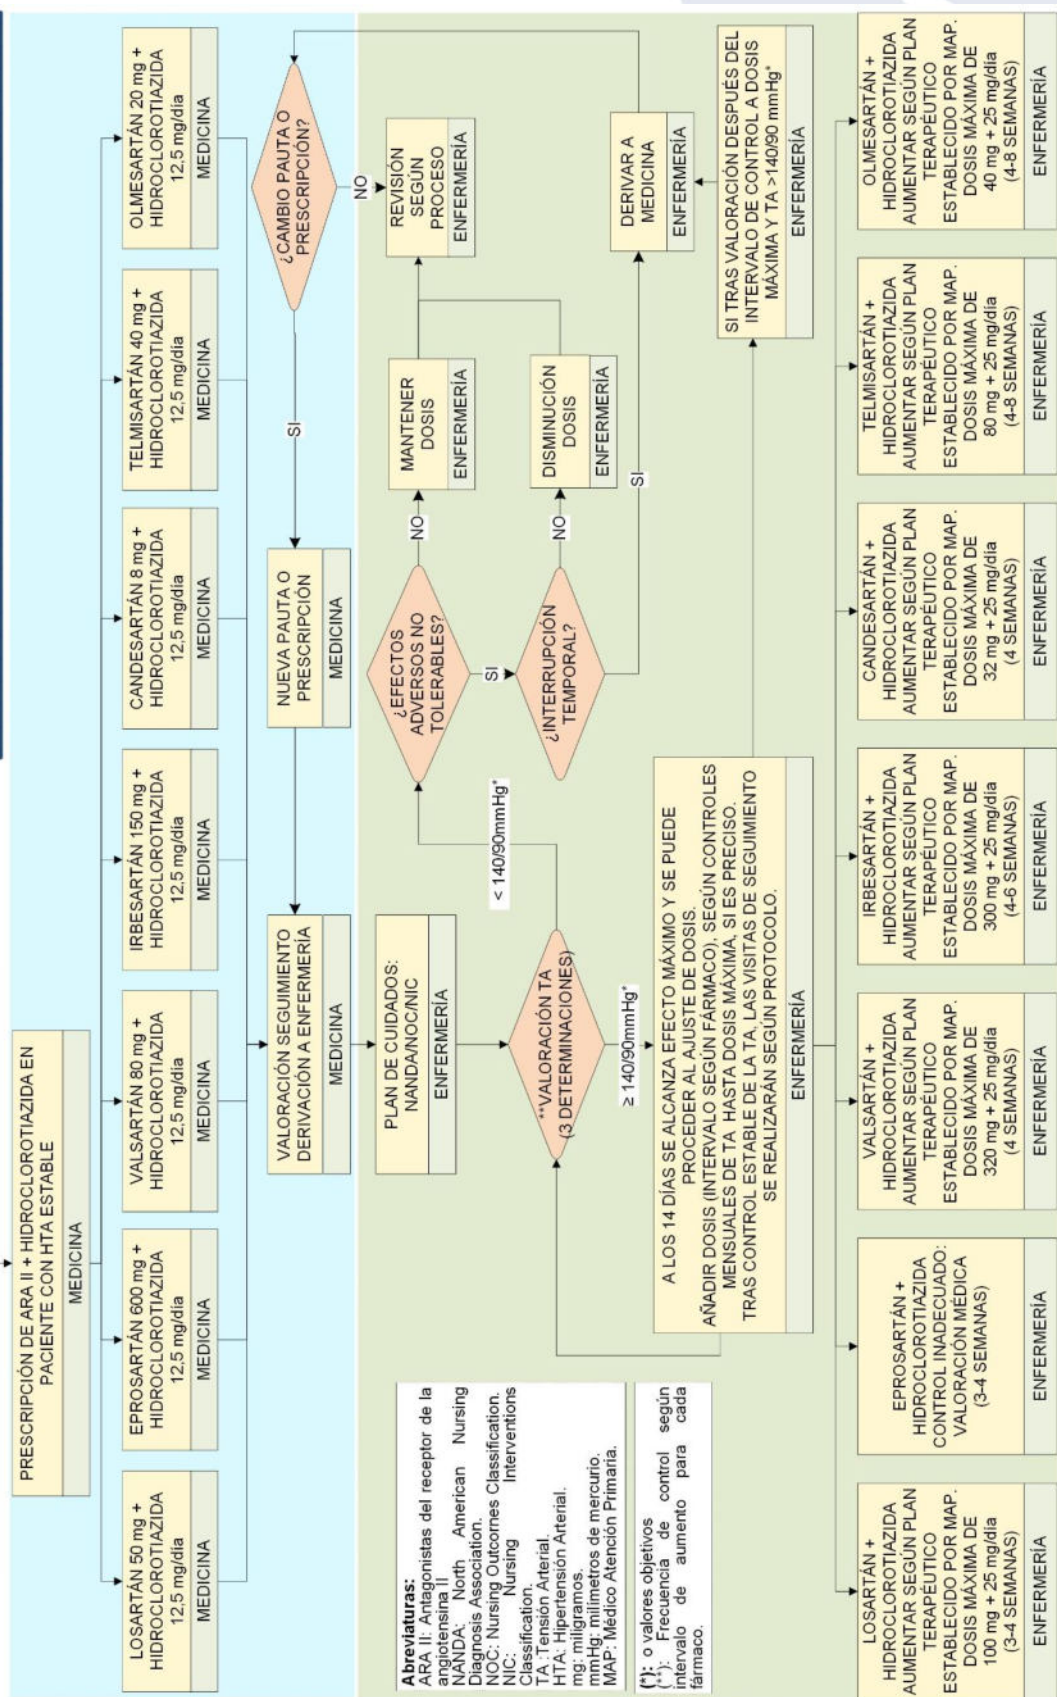 PRESCRIPCIÓN DE ARA II + HIDROCLOROTIAZIDA EN
PACIENTE CON HTA ESTABLE
MEDICINA
LOSARTÁN 50 mg +
HIDROCLOROTIAZIDA
12,5 mg/dia
MEDICINA
EPROSARTÁN 600 mg +
HIDROCLOROTIAZIDA
12,5 mg/dia
MEDICINA
VALSARTÁN 80 mg +
HIDROCLOROTIAZIDA
12,5 mg/dia
MEDICINA
IRBESARTÁN 150 mg +
HIDROCLOROTIAZIDA
12,5 mg/dia
MEDICINA
CANDESARTÁN 8 mg +
HIDROCLOROTIAZIDA
12,5 mg/dia
MEDICINA
TELMISARTÁN 40 mg +
HIDROCLOROTIAZIDA
12,5 mg/dia
MEDICINA
OLMESARTÁN 20 mg +
HIDROCLOROTIAZIDA
12,5 mg/dia
MEDICINA
VALORACIÓN SEGUIMIENTO
DERIVACIÓN A ENFERMERÍA
MEDICINA
NUEVA PAUTA O
PRESCRIPCIÓN
MEDICINA
SI
¿CAMBIO PAUTA O
PRESCRIPCIÓN?
NO
PLAN DE CUIDADOS:
NANDA/NOC/NIC
ENFERMERÍA
**VALORACIÓN TA
(3 DETERMINACIONES)
< 140/90mmHg*
≥ 140/90mmHg*
¿EFECTOS
ADVERSOS NO
TOLERABLES?
NO
MANTENER
DOSIS
ENFERMERÍA
REVISIÓN
SEGÚN
PROCESO
ENFERMERÍA
SI
¿INTERRUPCIÓN
TEMPORAL?
NO
DISMINUCIÓN
DOSIS
ENFERMERÍA
SI
DERIVAR A
MEDICINA
ENFERMERÍA
A LOS 14 DÍAS SE ALCANZA EFECTO MÁXIMO Y SE PUEDE
PROCEDER AL AJUSTE DE DOSIS.
AÑADIR DOSIS (INTERVALO SEGÚN FÁRMACO), SEGÚN CONTROLES
MENSUALES DE TA HASTA DOSIS MÁXIMA, SI ES PRECISO.
TRAS CONTROL ESTABLE DE LA TA, LAS VISITAS DE SEGUIMIENTO
SE REALIZARÁN SEGÚN PROTOCOLO.
ENFERMERÍA
SI TRAS VALORACIÓN DESPUÉS DEL
INTERVALO DE CONTROL A DOSIS
MÁXIMA Y TA >140/90 mmHg*
ENFERMERÍA
Abreviaturas:
ARA II: Antagonistas del receptor de la
angiotensina II
NANDA: North American Nursing
Diagnosis Association.
NOC: Nursing Outcornes Classification.
NIC: Nursing Interventions
Classification.
TA :Tensión Arterial.
HTA: Hipertensión Arterial.
mg: miligramos.
mmHg: milimetros de mercurio.
MAP: Médico Atención Primaria.
(*): o valores objetivos
(**): Frecuencia de control según
intervalo de aumento para cada
fármaco.
LOSARTÁN +
HIDROCLOROTIAZIDA
AUMENTAR SEGÚN PLAN
TERAPÉUTICO
ESTABLECIDO POR MAP.
DOSIS MÁXIMA DE
100 mg + 25 mg/dia
(3-4 SEMANAS)
ENFERMERÍA
EPROSARTÁN +
HIDROCLOROTIAZIDA
CONTROL INADECUADO:
VALORACIÓN MÉDICA
(3-4 SEMANAS)
ENFERMERÍA
VALSARTÁN +
HIDROCLOROTIAZIDA
AUMENTAR SEGÚN PLAN
TERAPÉUTICO
ESTABLECIDO POR MAP.
DOSIS MÁXIMA DE
320 mg + 25 mg/dia
(4 SEMANAS)
ENFERMERÍA
IRBESARTÁN +
HIDROCLOROTIAZIDA
AUMENTAR SEGÚN PLAN
TERAPÉUTICO
ESTABLECIDO POR MAP.
DOSIS MÁXIMA DE
300 mg + 25 mg/dia
(4-6 SEMANAS)
ENFERMERÍA
CANDESARTÁN +
HIDROCLOROTIAZIDA
AUMENTAR SEGÚN PLAN
TERAPÉUTICO
ESTABLECIDO POR MAP.
DOSIS MÁXIMA DE
32 mg + 25 mg/dia
(4 SEMANAS)
ENFERMERÍA
TELMISARTÁN +
HIDROCLOROTIAZIDA
AUMENTAR SEGÚN PLAN
TERAPÉUTICO
ESTABLECIDO POR MAP.
DOSIS MÁXIMA DE
80 mg + 25 mg/dia
(4-8 SEMANAS)
ENFERMERÍA
OLMESARTÁN +
HIDROCLOROTIAZIDA
AUMENTAR SEGÚN PLAN
TERAPÉUTICO
ESTABLECIDO POR MAP.
DOSIS MÁXIMA DE
40 mg + 25 mg/dia
(4-8 SEMANAS)
ENFERMERÍA